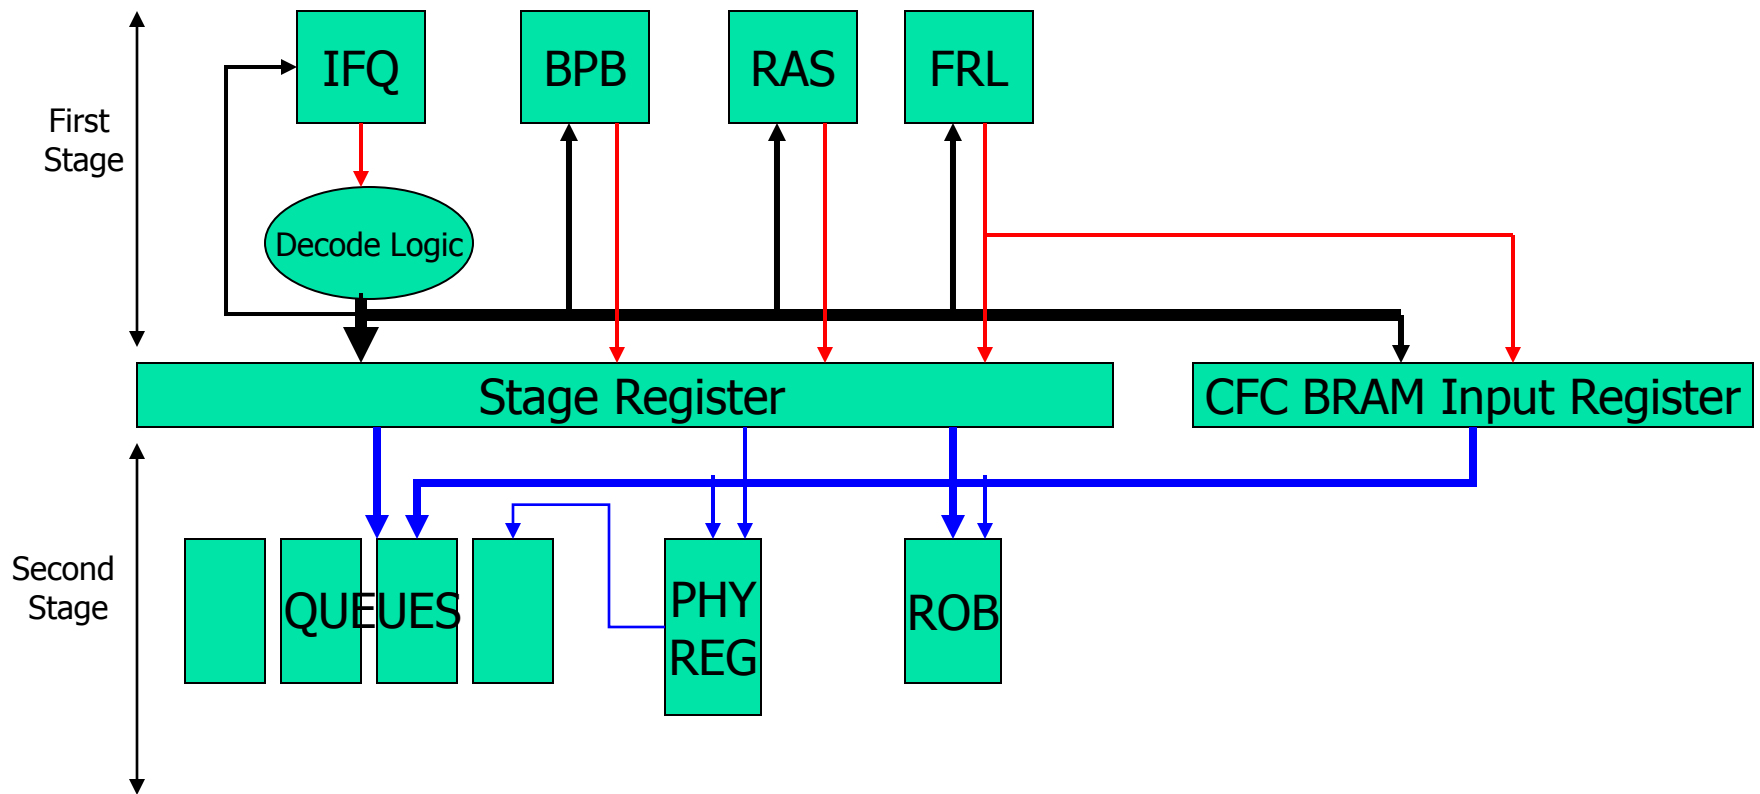 IFQ
BPB
RAS
FRL
First
Stage
Decode Logic
Stage Register
CFC BRAM Input Register
Second
Stage
QUEUES
PHY
REG
ROB